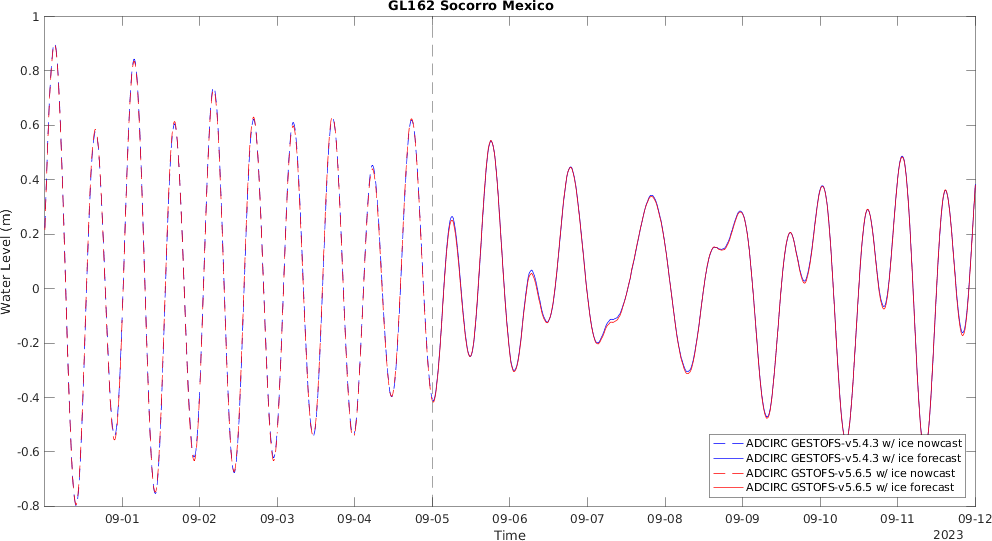 GL162 Socorro Mexico
Water Level (m)
1
0.8
0.6
0.4
0.2
0
-0.2
-0.4
-0.6
-0.8
ADCIRC GESTOFS-v5.4.3 w/ ice nowcast
ADCIRC GESTOFS-v5.4.3 w/ ice forecast
ADCIRC GSTOFS-v5.6.5 w/ ice nowcast
ADCIRC GSTOFS-v5.6.5 w/ ice forecast
09-01 09-02 09-03 09-04 09-05 09-06 09-07 09-08 09-09 09-10 09-11 09-12
Time
2023